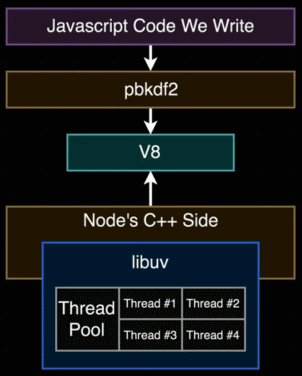 Javascript Code We Write
pbkdf2
V8
Node's C++ Side
libuv
Thread Pool
Thread #1
Thread #2
Thread #3
Thread #4